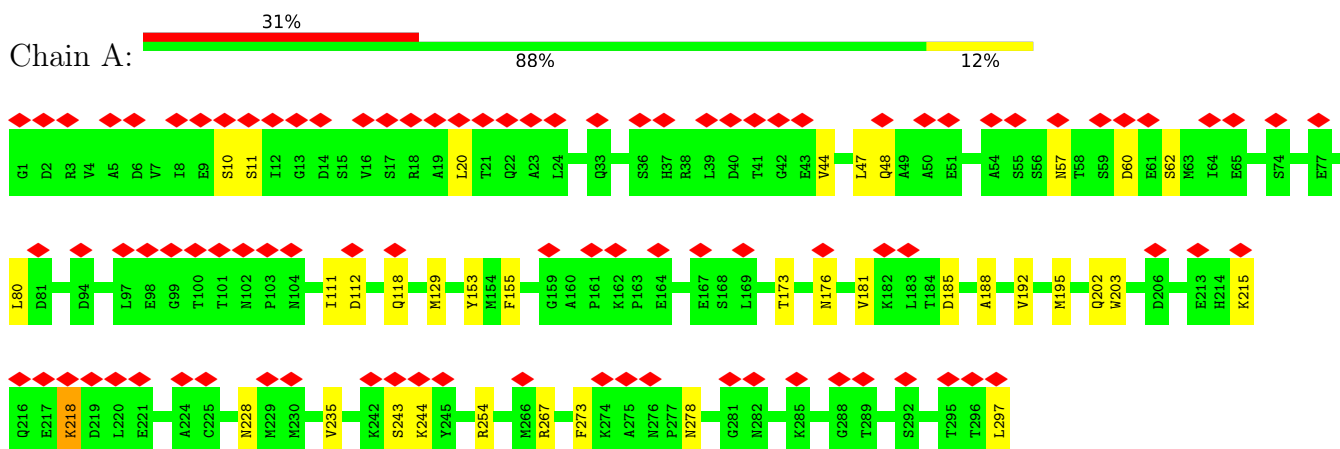 31%
Chain A:
88% 12%
G1 D2 R3 V4 A5 D6 V7 I8 E9 S10 S11 I12 G13 D14 S15 V16 S17 R18 A19 L20 T21 Q22 A23 L24 Q33 S36 H37 R38 L39 D40 T41 G42 E43 V44 L47 Q48 A49 A50 E51 A54 S55 S56 N57 T58 S59 D60 E61 S62 M63 I64 E65 S74 E77
L80 D81 D94 L97 E98 G99 T100 T101 N102 P103 N104 I111 D112 Q118 M129 Y153 M154 F155 G159 A160 P161 K162 P163 E164 E167 S168 L169 T173 N176 V181 K182 L183 T184 D185 A188 V192 M195 Q202 W203 D206 E213 H214 K215
Q216 E217 K218 D219 L220 E221 A224 C225 N228 M229 M230 V235 K242 S243 K244 Y245 R254 M266 R267 F273 K274 A275 N276 P277 N278 G281 N282 K285 G288 T289 S292 T295 T296 L297